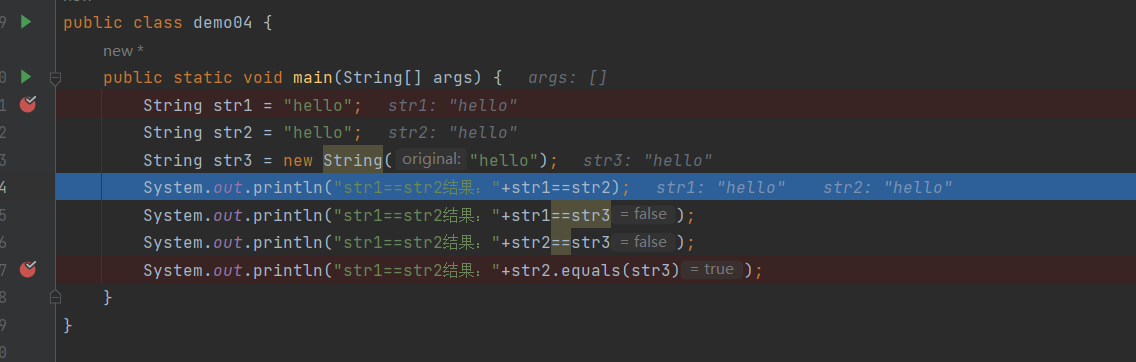 9 public class demo04 {
new *
0 public static void main(String[] args) { args: []
1 String str1 = "hello"; str1: "hello"
2 String str2 = "hello"; str2: "hello"
3 String str3 = new String( original: "hello"); str3: "hello"
4 System.out.println("str1==str2结果："+str1==str2); str1: "hello" str2: "hello"
5 System.out.println("str1==str2结果："+str1==str3 = false );
6 System.out.println("str1==str2结果："+str2==str3 = false );
7 System.out.println("str1==str2结果："+str2.equals(str3) = true );
8 }
9 }
0